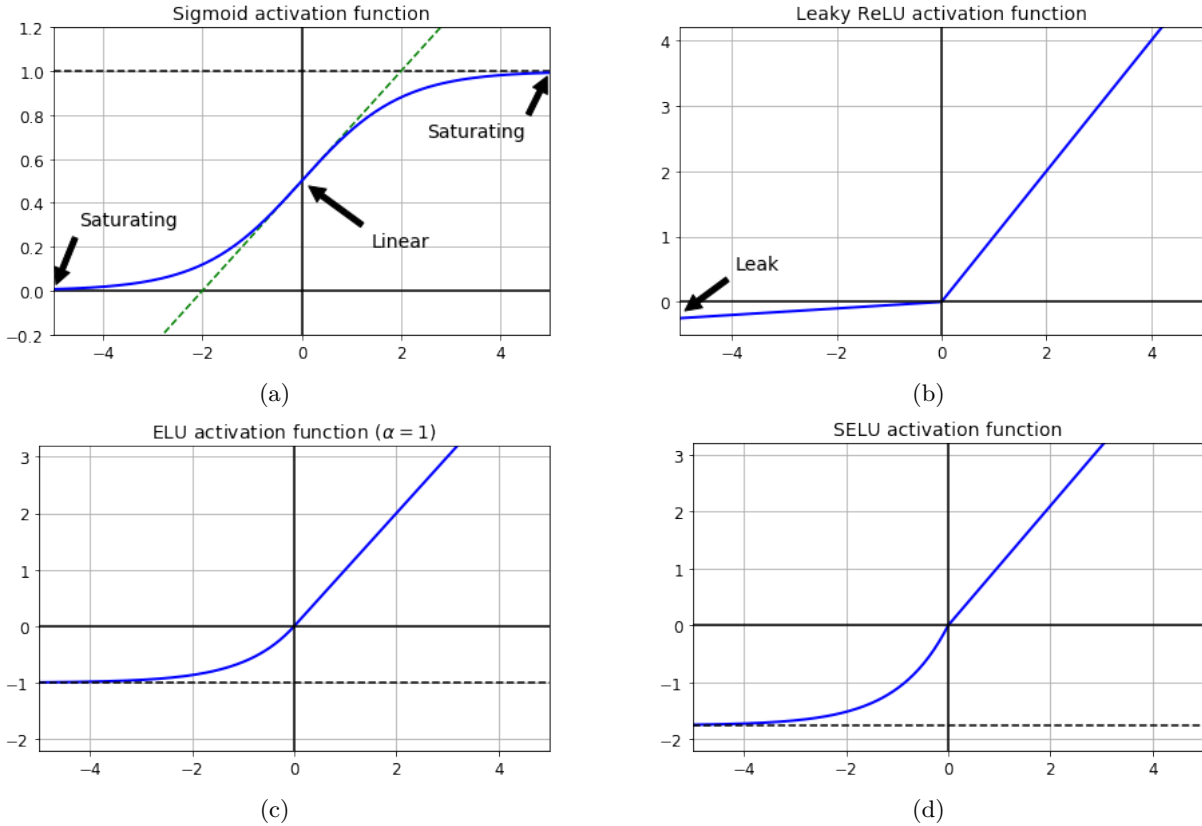 Sigmoid activation function
1.2
1.0
0.8
0.6
0.4
0.2
0.0
−0.2
Saturating
Saturating
Linear
−4 −2 0 2 4
(a)
Leaky ReLU activation function
4
3
2
1
0
Leak
−4 −2 0 2 4
(b)
ELU activation function (α = 1)
3
2
1
0
−1
−2
−4 −2 0 2 4
(c)
SELU activation function
3
2
1
0
−1
−2
−4 −2 0 2 4
(d)